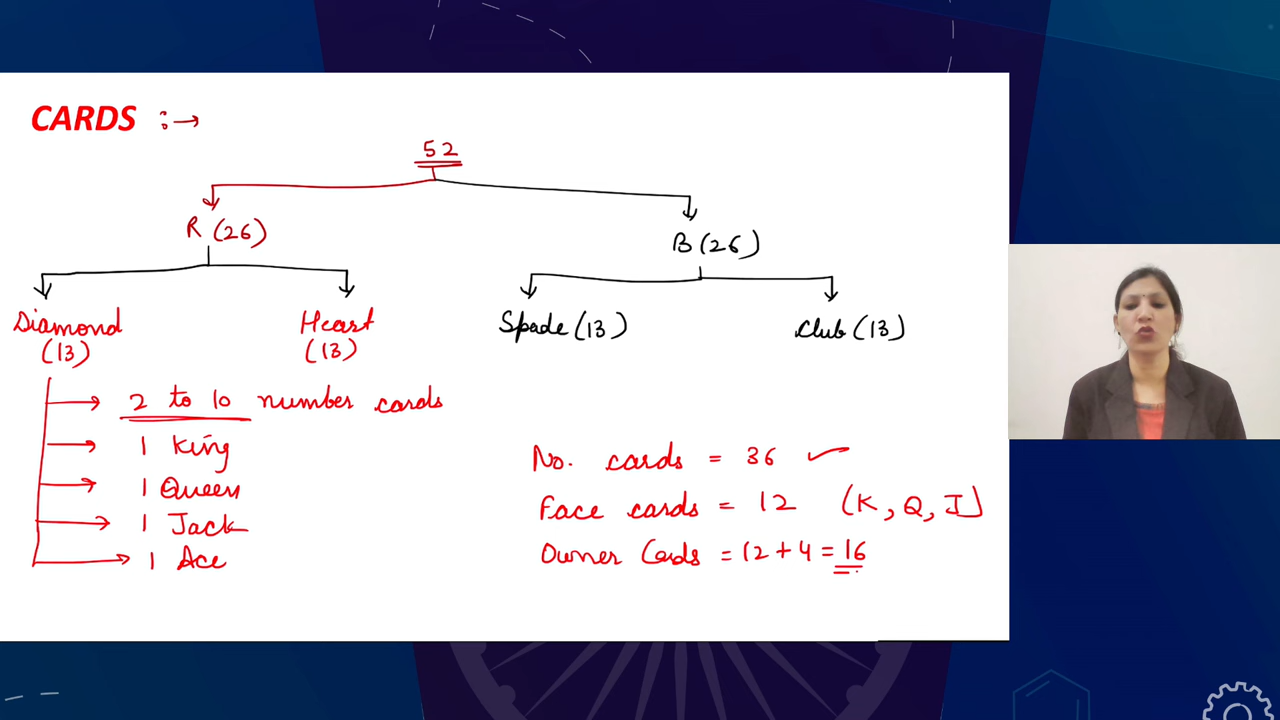 CARDS :→
52
R (26)
B (26)
Diamond (13)
Heart (13)
Spade (13)
Club (13)
2 to 10 number cards
1 King
1 Queen
1 Jack
1 Ace
No. cards = 36 ✓
Face cards = 12 (K, Q, J)
Owner Cards = 12 + 4 = 16